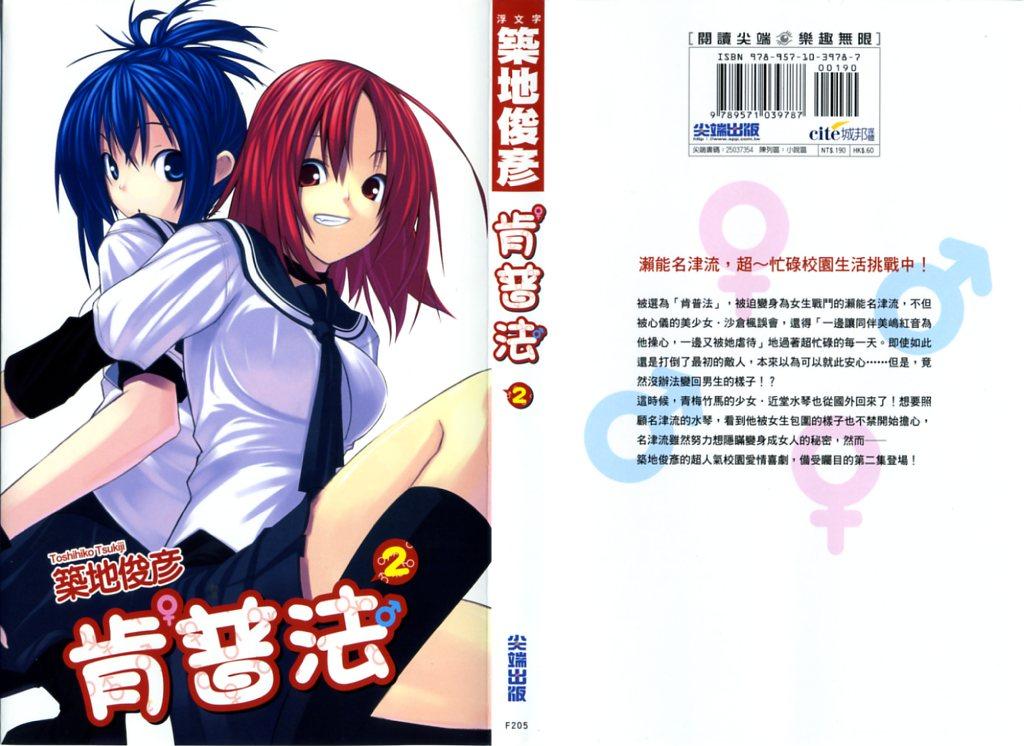 Toshihiko Tsukiji
築地俊彥
2
肯普法
浮文字
築地俊彥
肯普法
2
尖端出版
F205
[閱讀尖端 樂趣無限]
ISBN 978-957-10-3978-7
00190
9 789571 039787
尖端出版
http://www.spp.com.tw
cité城邦
尖端書碼：25037354 陳列區：小說區 NT$.190 HK$.60
瀨能名津流，超～忙碌校園生活挑戰中！
被選為「肯普法」，被迫變身為女生戰鬥的瀨能名津流，不但
被心儀的美少女．沙倉楓誤會，還得「一邊讓同伴美嶋紅音為
他操心，一邊又被她虐待」地過著超忙碌的每一天。即使如此
還是打倒了最初的敵人，本來以為可以就此安心……但是，竟
然沒辦法變回男生的樣子！？
這時候，青梅竹馬的少女．近堂水琴也從國外回來了！想要照
顧名津流的水琴，看到他被女生包圍的樣子也不禁開始擔心，
名津流雖然努力想隱瞞變身成女人的秘密，然而——
築地俊彥的超人氣校園愛情喜劇，備受矚目的第二集登場！